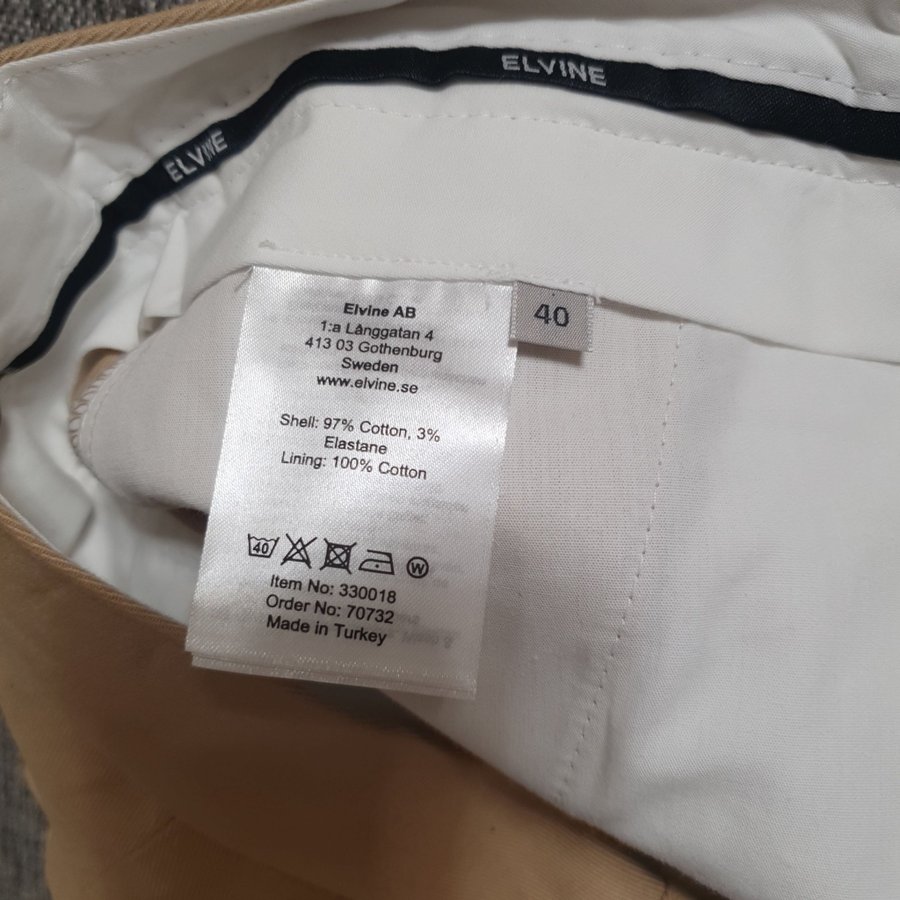 ELVINE
ELVINE
Elvine AB
1:a Långgatan 4
413 03 Gothenburg
Sweden
www.elvine.se
Shell: 97% Cotton, 3%
Elastane
Lining: 100% Cotton
40
W
Item No: 330018
Order No: 70732
Made in Turkey
40